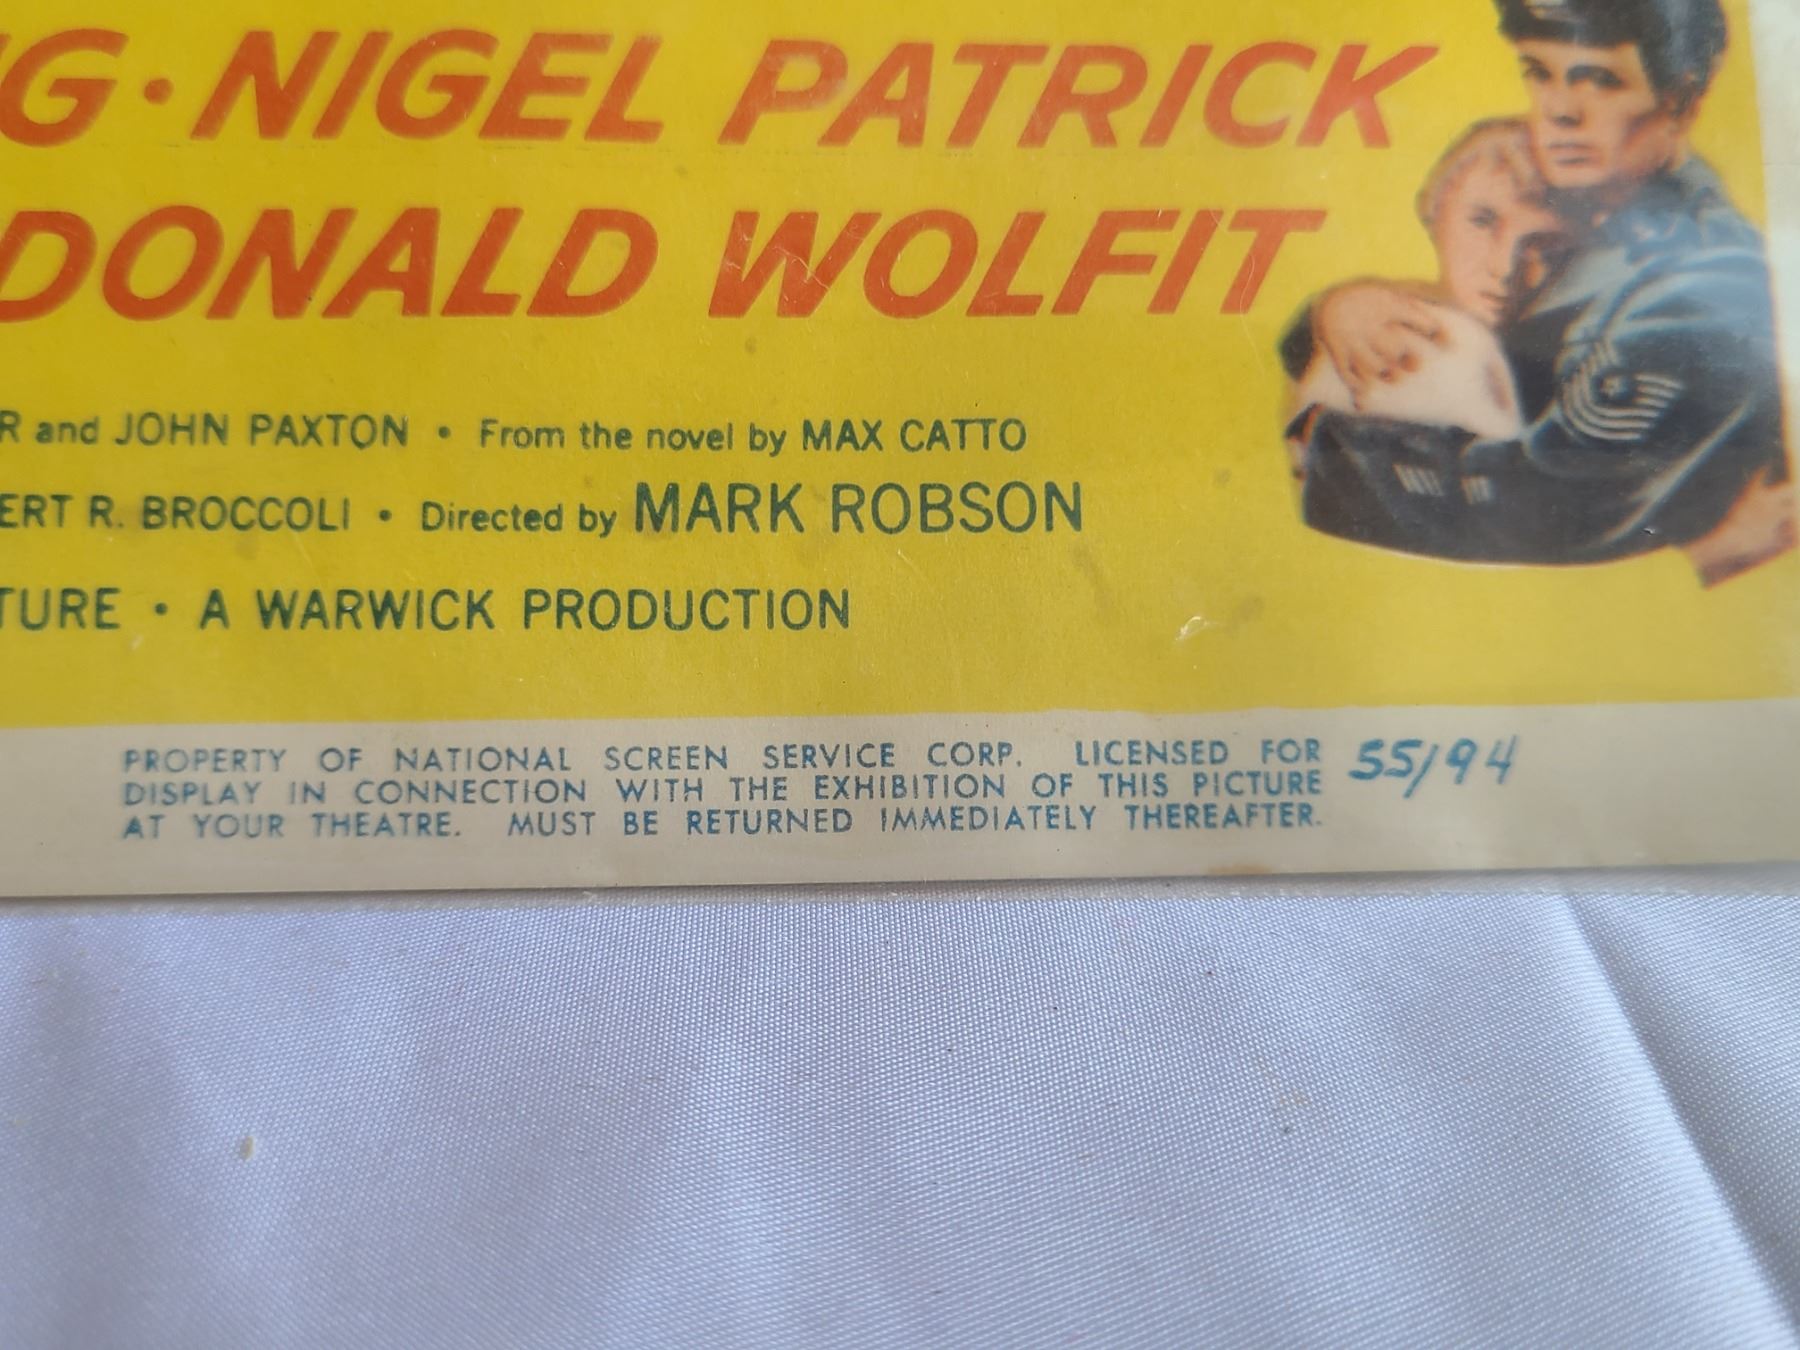 G · NIGEL PATRICK
DONALD WOLFIT
R and JOHN PAXTON • From the novel by MAX CATTO
ERT R. BROCCOLI • Directed by MARK ROBSON
TURE • A WARWICK PRODUCTION
PROPERTY OF NATIONAL SCREEN SERVICE CORP. LICENSED FOR 55/94
DISPLAY IN CONNECTION WITH THE EXHIBITION OF THIS PICTURE
AT YOUR THEATRE. MUST BE RETURNED IMMEDIATELY THEREAFTER.